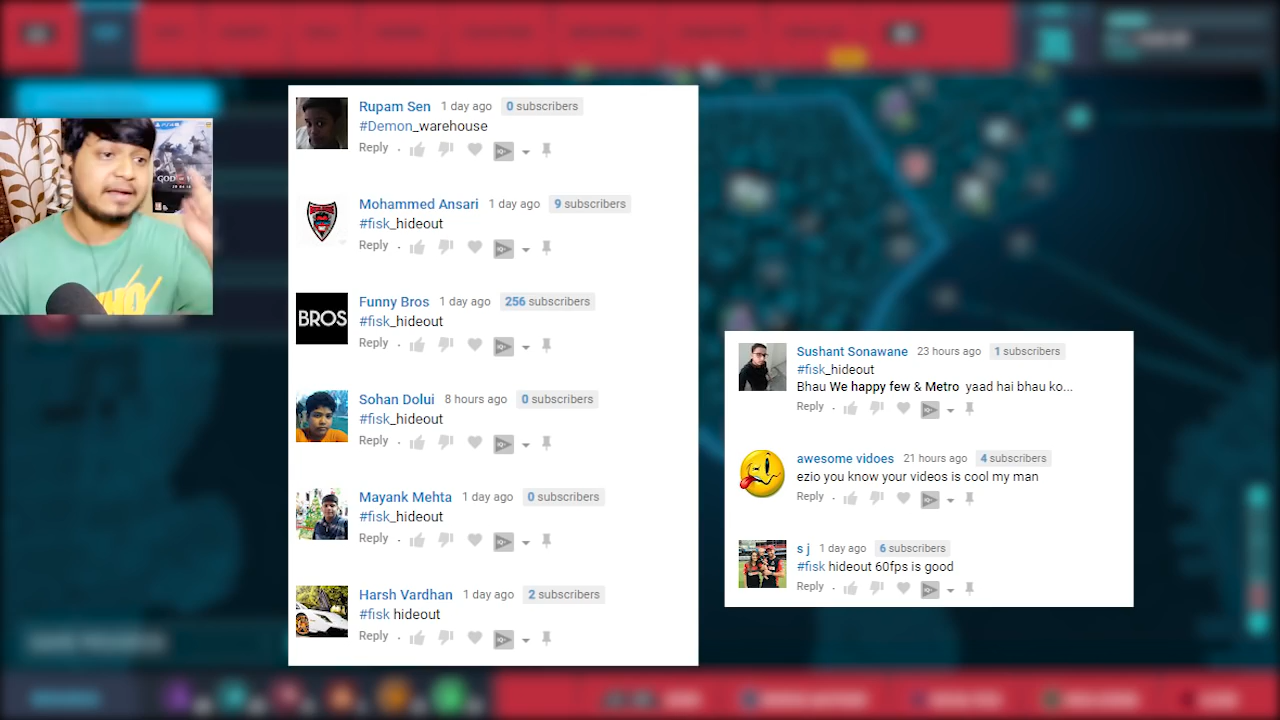 Rupam Sen 1 day ago 0 subscribers
#Demon_warehouse
Reply
Mohammed Ansari 1 day ago 9 subscribers
#fisk_hideout
Reply
Funny Bros 1 day ago 256 subscribers
BROS
#fisk_hideout
Reply
Sohan Dolui 8 hours ago 0 subscribers
#fisk_hideout
Reply
Mayank Mehta 1 day ago 0 subscribers
#fisk_hideout
Reply
Harsh Vardhan 1 day ago 2 subscribers
#fisk hideout
Reply
Sushant Sonawane 23 hours ago 1 subscribers
#fisk_hideout
Bhau We happy few & Metro yaad hai bhau ko...
Reply
awesome vidoes 21 hours ago 4 subscribers
ezio you know your videos is cool my man
Reply
s j 1 day ago 6 subscribers
#fisk hideout 60fps is good
Reply